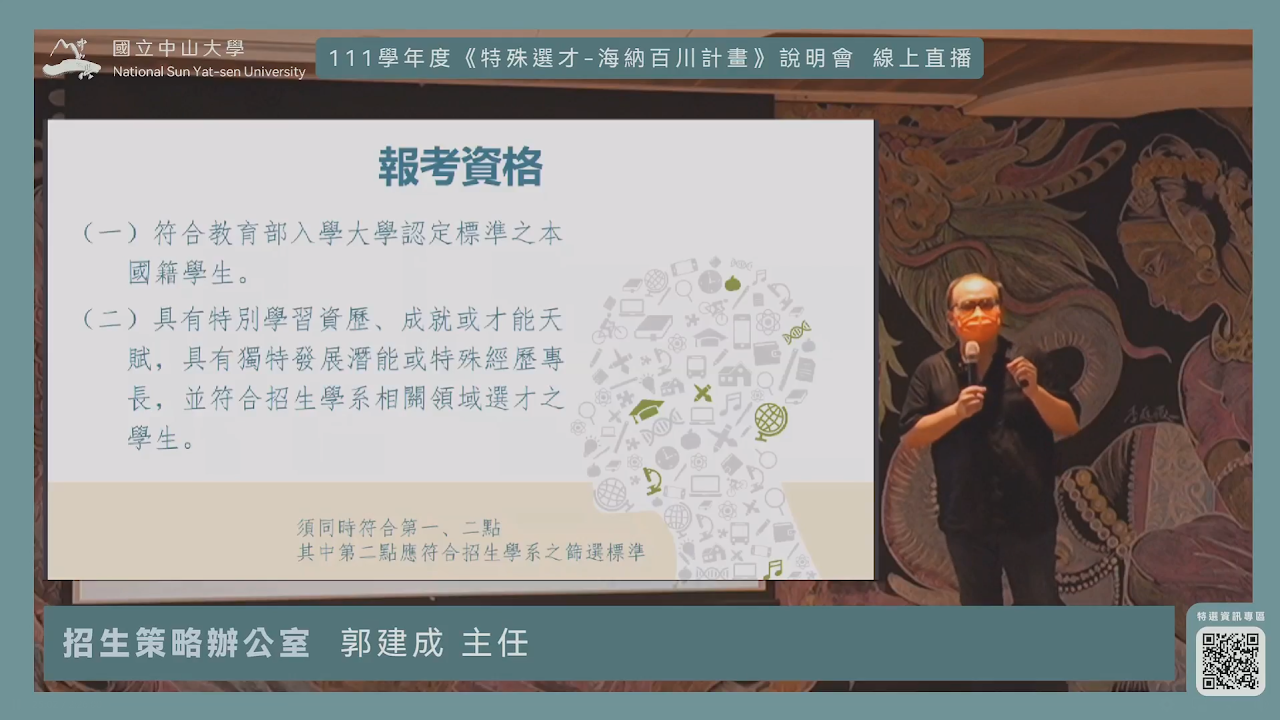 國立中山大學
National Sun Yat-sen University
111學年度《特殊選才-海納百川計畫》說明會 線上直播
報考資格
(一)符合教育部入學大學認定標準之本
國籍學生。
(二)具有特別學習資歷、成就或才能天
賦,具有獨特發展潛能或特殊經歷專
長,並符合招生學系相關領域選才之
學生。
須同時符合第一、二點
其中第二點應符合招生學系之篩選標準
招生策略辦公室 郭建成 主任
特選資訊專區